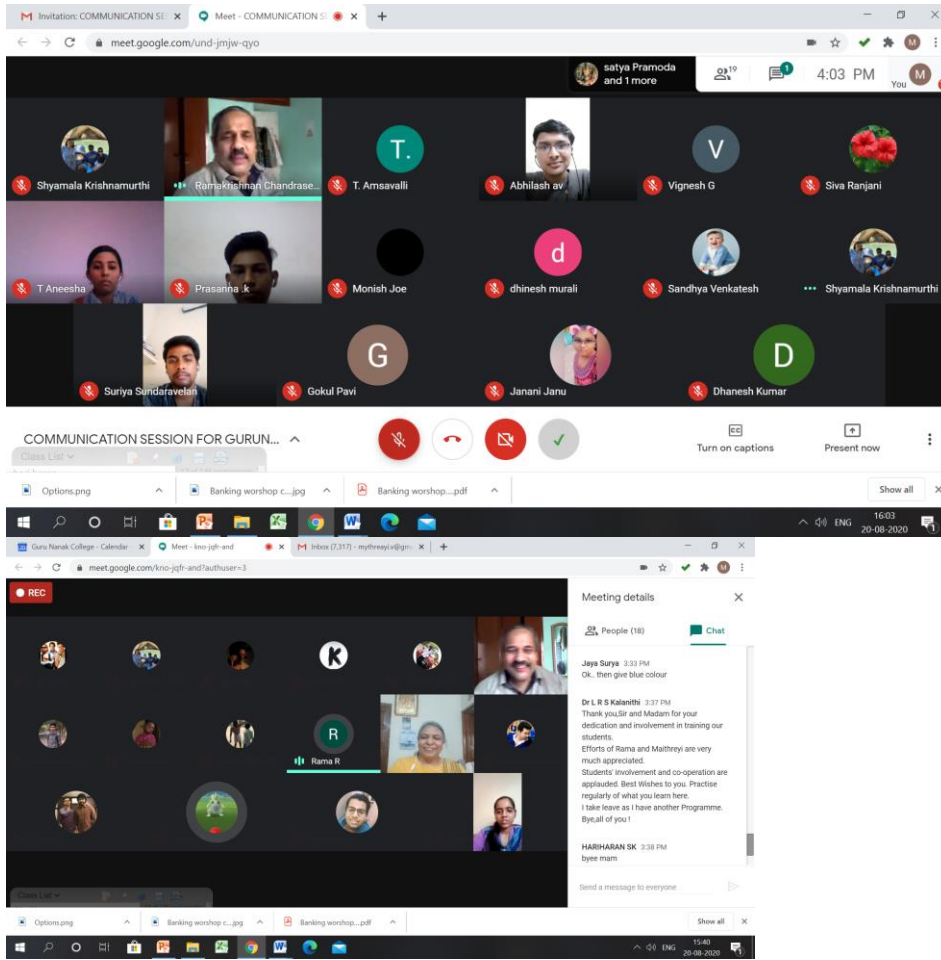 Invitation: COMMUNICATION SE
Meet - COMMUNICATION S
meet.google.com/und-jmjw-qyo
M
satya Pramoda
and 1 more
19
1
4:03 PM
You
M
Shyamala Krishnamurthi
Ramakrishnan Chandrase...
T.
T. Amsavalli
Abhilash av
V
Vignesh G
Siva Ranjani
T Aneesha
Prasanna .k
Monish Joe
d
dhinesh murali
Sandhya Venkatesh
Shyamala Krishnamurthi
Suriya Sundaravelan
G
Gokul Pavi
Janani Janu
D
Dhanesh Kumar
COMMUNICATION SESSION FOR GURUN...
Class List
CC
Turn on captions
Present now
Options.png
Banking worshop c....jpg
Banking worshop....pdf
Show all
ENG
16:03
20-08-2020
Guru Nanak College - Calendar
Meet - kno-jqfr-and
Inbox (7,317) - mythreayi.v@gm
meet.google.com/kno-jqfr-and?authuser=3
M
REC
Meeting details
People (18)
Chat
K
R
Rama R
Jaya Surya 3:33 PM
Ok.. then give blue colour
Dr L R S Kalanithi 3:37 PM
Thank you,Sir and Madam for your
dedication and involvement in training our
students.
Efforts of Rama and Maithreyi are very
much appreciated.
Students' involvement and co-operation are
applauded. Best Wishes to you. Practise
regularly of what you learn here.
I take leave as I have another Programme.
Bye,all of you !
HARIHARAN SK 3:38 PM
byee mam
Send a message to everyone
Class List
Options.png
Banking worshop c....jpg
Banking worshop....pdf
Show all
ENG
15:40
20-08-2020